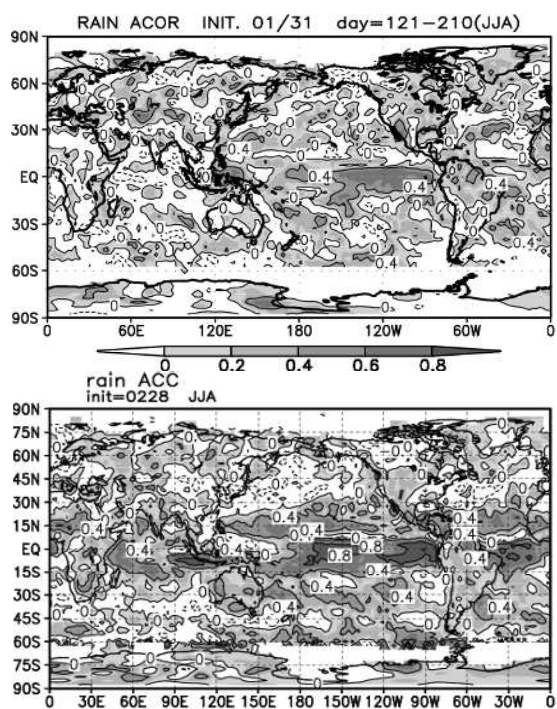 RAIN ACOR INIT. 01/31 day=121-210(JJA)
90N
60N
30N
EQ
30S
60S
90S
0 60E 120E 180 120W 60W 0
0 0.2 0.4 0.6 0.8
rain ACC
init=0228 JJA
90N
75N
60N
45N
30N
15N
EQ
15S
30S
45S
60S
75S
90S
0 30E 60E 90E 120E 150E 180 150W 120W 90W 60W 30W 0